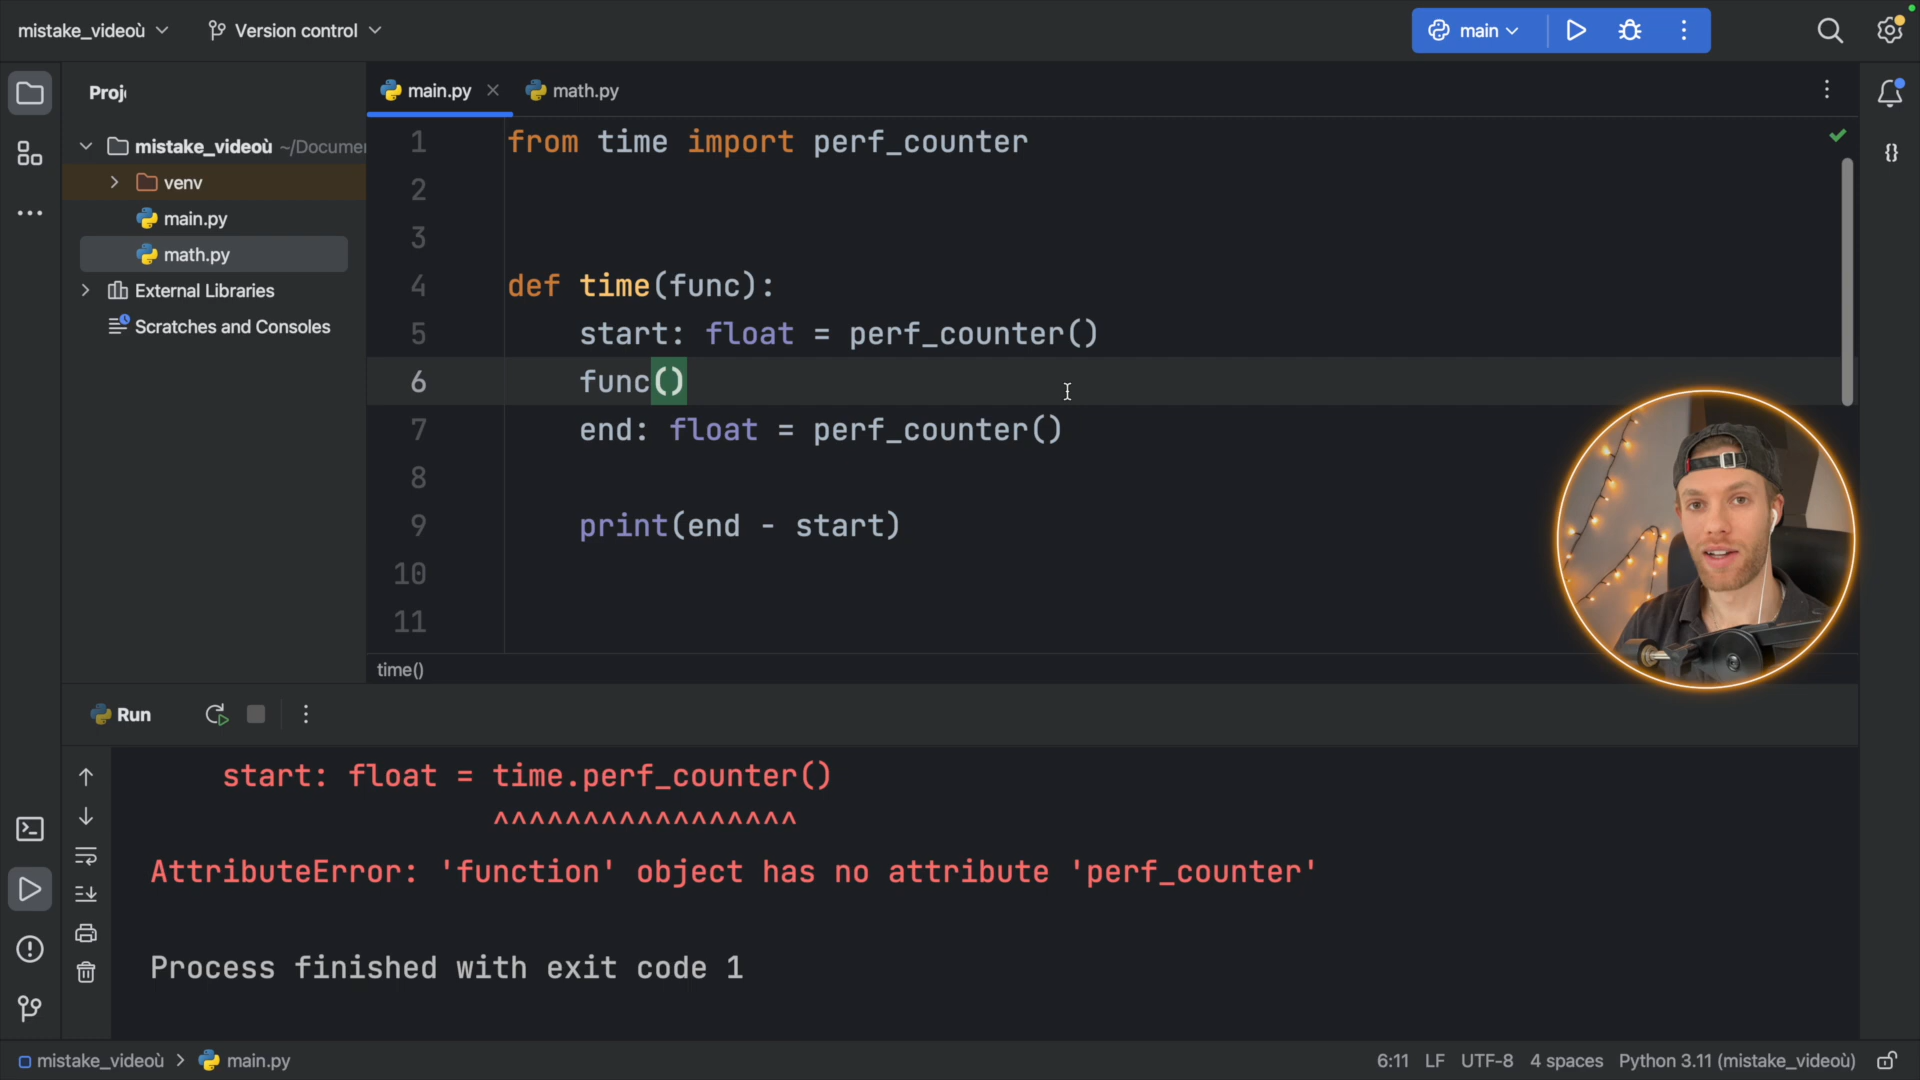 mistake_videoù
Version control
main
Proj
main.py
math.py
mistake_videoù ~/Documen
venv
main.py
math.py
External Libraries
Scratches and Consoles
1 from time import perf_counter
2
3
4 def time(func):
5 start: float = perf_counter()
6 func()
7 end: float = perf_counter()
8
9 print(end - start)
10
11
time()
Run
start: float = time.perf_counter()
^^^^^^^^^^^^^^^^^
AttributeError: 'function' object has no attribute 'perf_counter'
Process finished with exit code 1
mistake_videoù > main.py
6:11 LF UTF-8 4 spaces Python 3.11 (mistake_videoù)